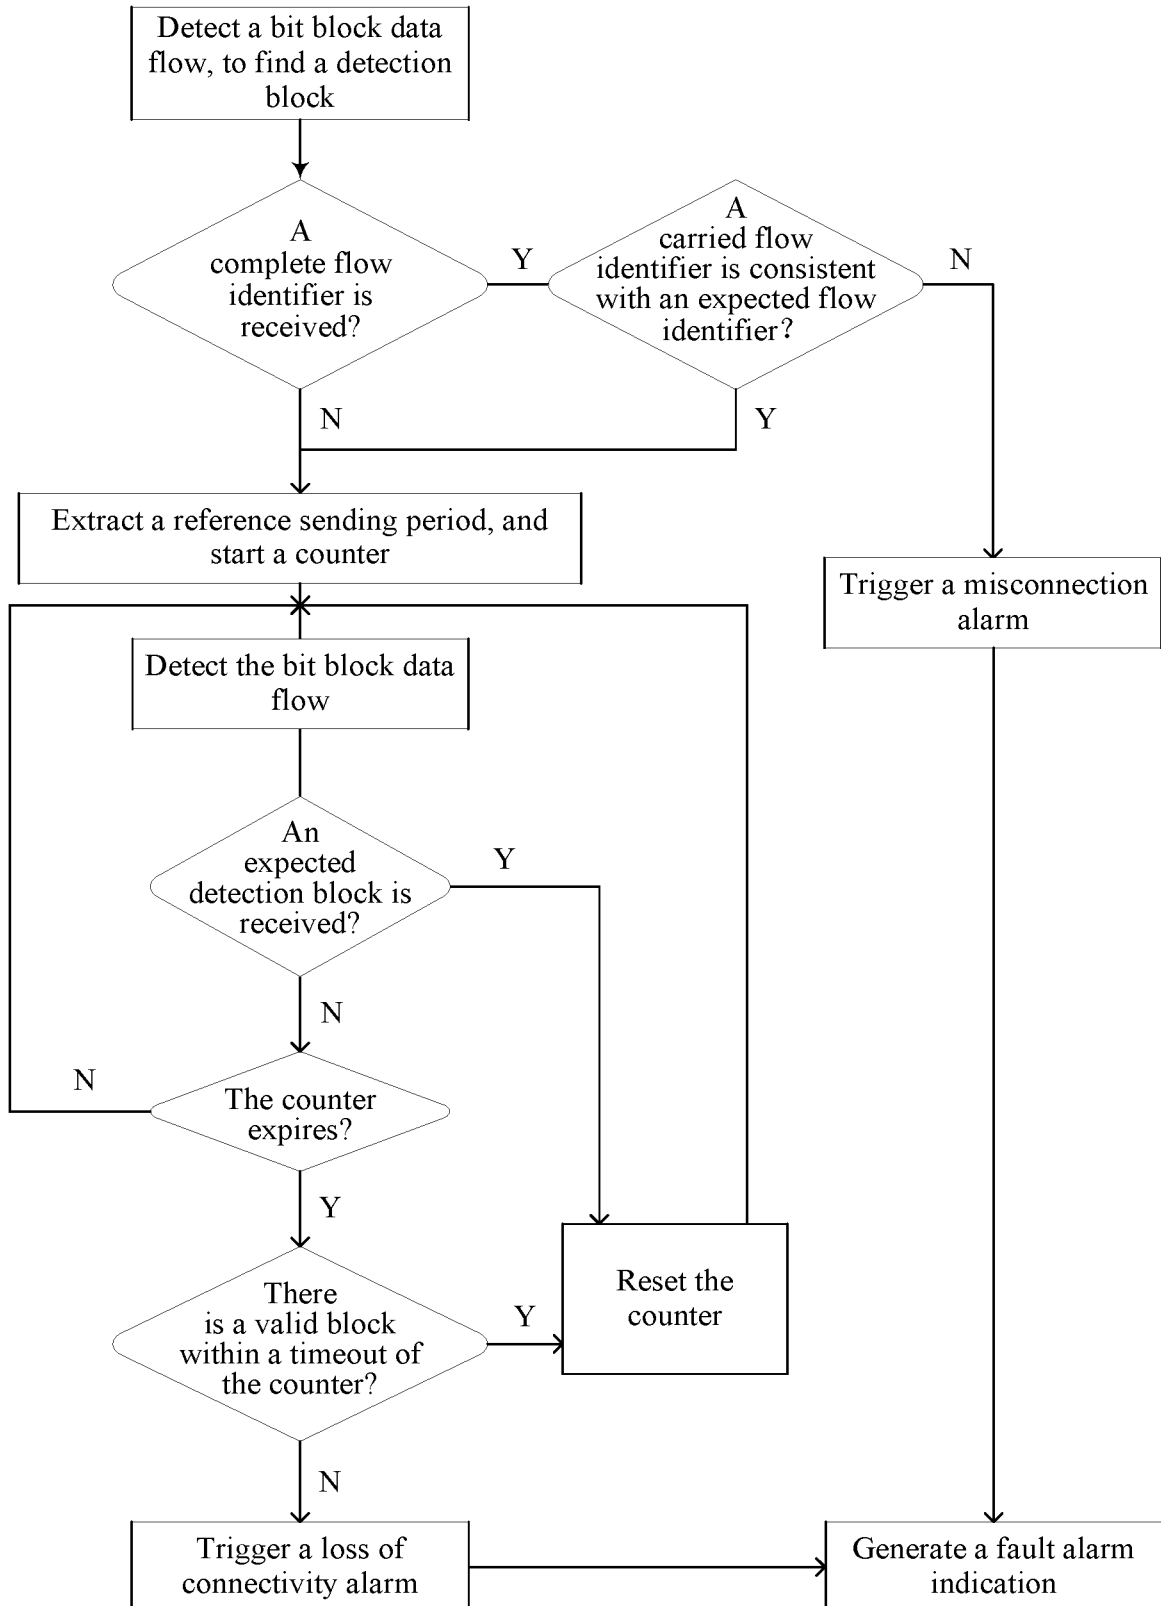 Detect a bit block data
flow, to find a detection
block
A
complete flow
identifier is
received?
Y
A
carried flow
identifier is consistent
with an expected flow
identifier?
N
N
Y
Extract a reference sending period, and
start a counter
Trigger a misconnection
alarm
Detect the bit block data
flow
An
expected
detection block is
received?
Y
N
N
The counter
expires?
Y
There
is a valid block
within a timeout of
the counter?
Y
Reset the
counter
N
Trigger a loss of
connectivity alarm
Generate a fault alarm
indication